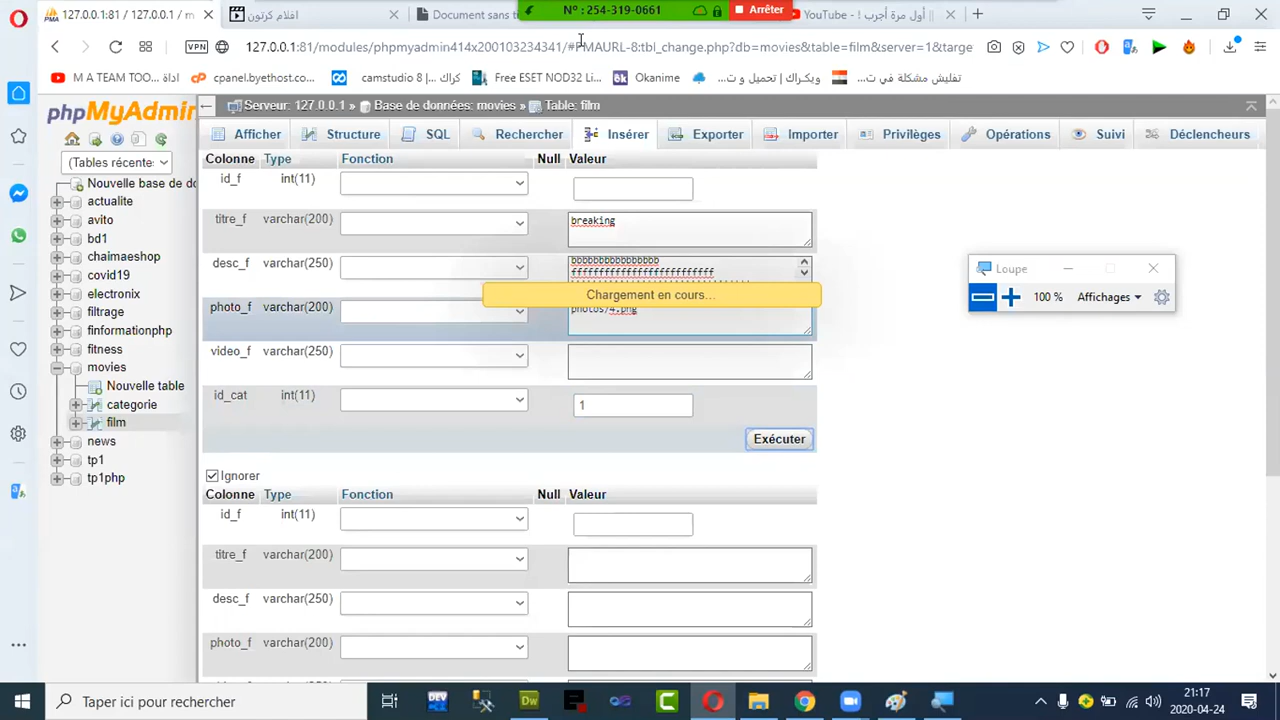 127.0.0.1:81 / 127.0.0.1 / m
افلام كرتون
Document sans ti
N° : 254-319-0661
Arrêter
YouTube - ! أول مرة أجرب
VPN
127.0.0.1:81/modules/phpmyadmin414x200103234341/#PMAURL-8:tbl_change.php?db=movies&table=film&server=1&targe
M A TEAM اداة TO...
cpanel.byethost.c...
camstudio 8 | كراك...
Free ESET NOD32 Li...
Okanime
ويكـراك | تحميل و ت...
تفليش مشكلة في ت...
phpMyAdmin
Serveur: 127.0.0.1 » Base de données: movies » Table: film
Afficher Structure SQL Rechercher Insérer Exporter Importer Privilèges Opérations Suivi Déclencheurs
(Tables récente:
Nouvelle base de do
actualite
avito
bd1
chaimaeshop
covid19
electronix
filtrage
finformationphp
fitness
movies
Nouvelle table
categorie
film
news
tp1
tp1php
Colonne Type Fonction Null Valeur
id_f int(11)
titre_f varchar(200) breaking
desc_f varchar(250)
photo_f varchar(200) photos/4.png
Chargement en cours...
video_f varchar(250)
id_cat int(11) 1
Exécuter
Ignorer
Colonne Type Fonction Null Valeur
id_f int(11)
titre_f varchar(200)
desc_f varchar(250)
photo_f varchar(200)
Loupe
100 % Affichages
Taper ici pour rechercher
DEV
Dw
21:17
2020-04-24